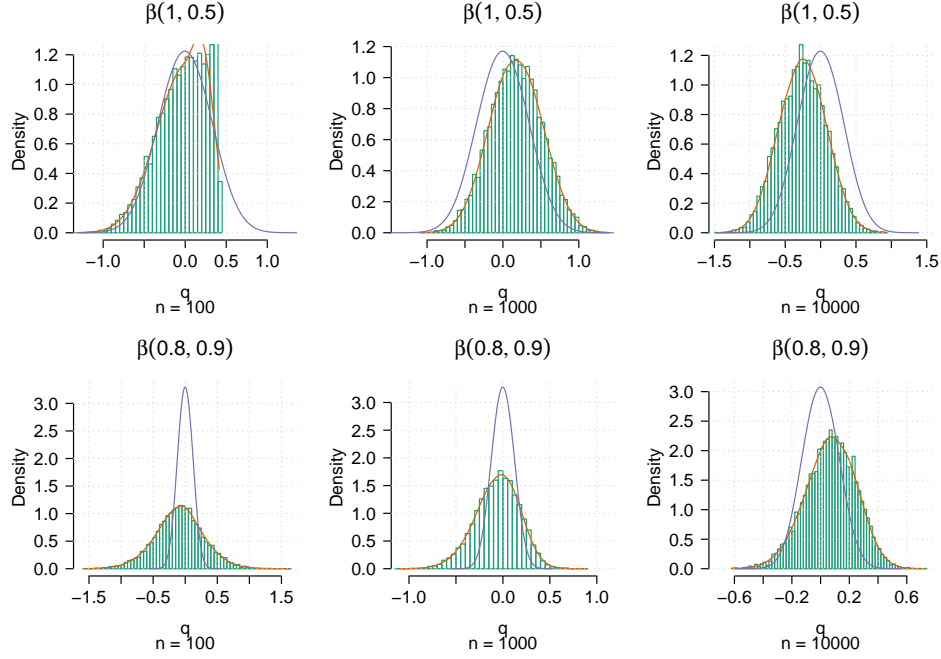 β(1, 0.5)
Density
0.0
0.2
0.4
0.6
0.8
1.0
1.2
−1.0
0.0
0.5
1.0
q
n = 100
β(1, 0.5)
Density
0.0
0.2
0.4
0.6
0.8
1.0
1.2
−1.0
0.0
1.0
q
n = 1000
β(1, 0.5)
Density
0.0
0.2
0.4
0.6
0.8
1.0
1.2
−1.5
−0.5
0.5
1.5
q
n = 10000
β(0.8, 0.9)
Density
0.0
0.5
1.0
1.5
2.0
2.5
3.0
−1.5
−0.5
0.5
1.5
q
n = 100
β(0.8, 0.9)
Density
0.0
0.5
1.0
1.5
2.0
2.5
3.0
−1.0
0.0
0.5
1.0
q
n = 1000
β(0.8, 0.9)
Density
0.0
0.5
1.0
1.5
2.0
2.5
3.0
−0.6
−0.2
0.2
0.6
q
n = 10000